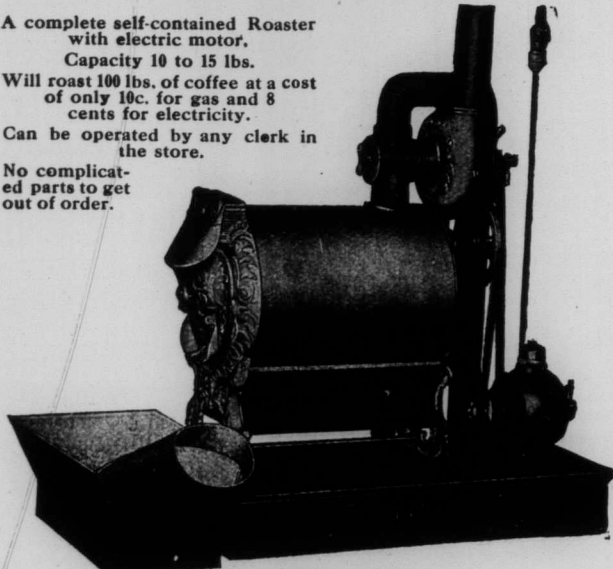 A complete self-contained Roaster
with electric motor.
Capacity 10 to 15 lbs.
Will roast 100 lbs. of coffee at a cost
of only 10c. for gas and 8
cents for electricity.
Can be operated by any clerk in
the store.
No complicat-
ed parts to get
out of order.